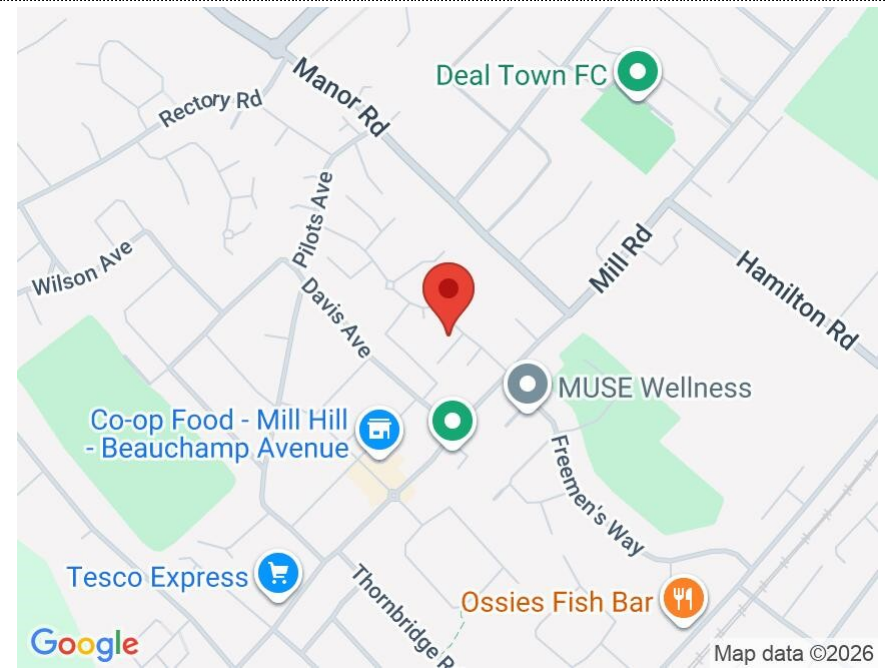 Deal Town FC
Manor Rd
Rectory Rd
Pilots Ave
Mill Rd
Wilson Ave
Hamilton Rd
Davis Ave
MUSE Wellness
Co-op Food - Mill Hill
- Beauchamp Avenue
Freemen's Way
Tesco Express
Thornbridge R
Ossies Fish Bar
Google
Map data ©2026